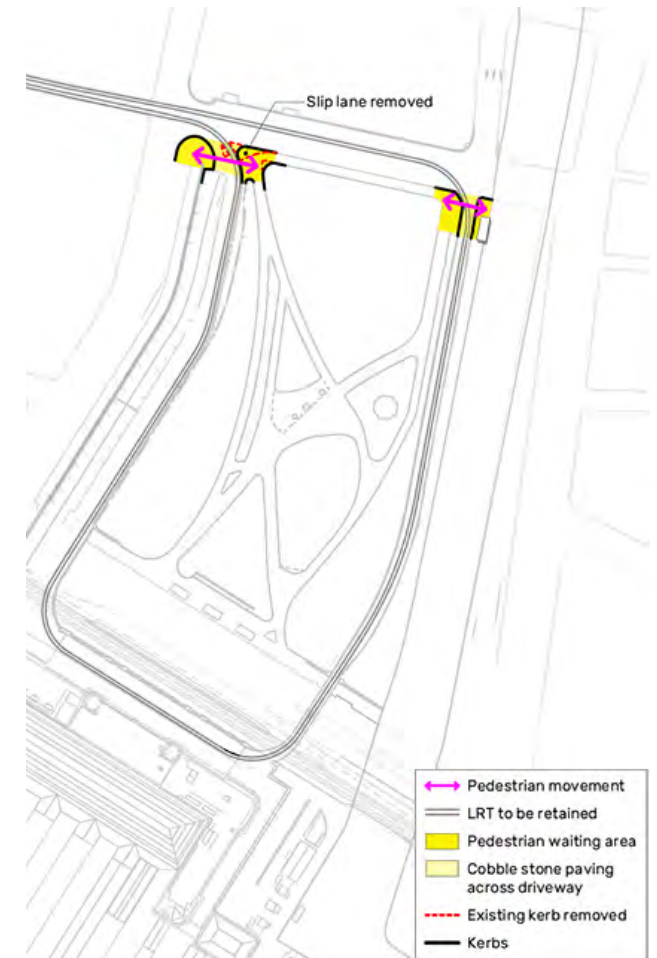 Slip lane removed
Pedestrian movement
LRT to be retained
Pedestrian waiting area
Cobble stone paving
across driveway
Existing kerb removed
Kerbs